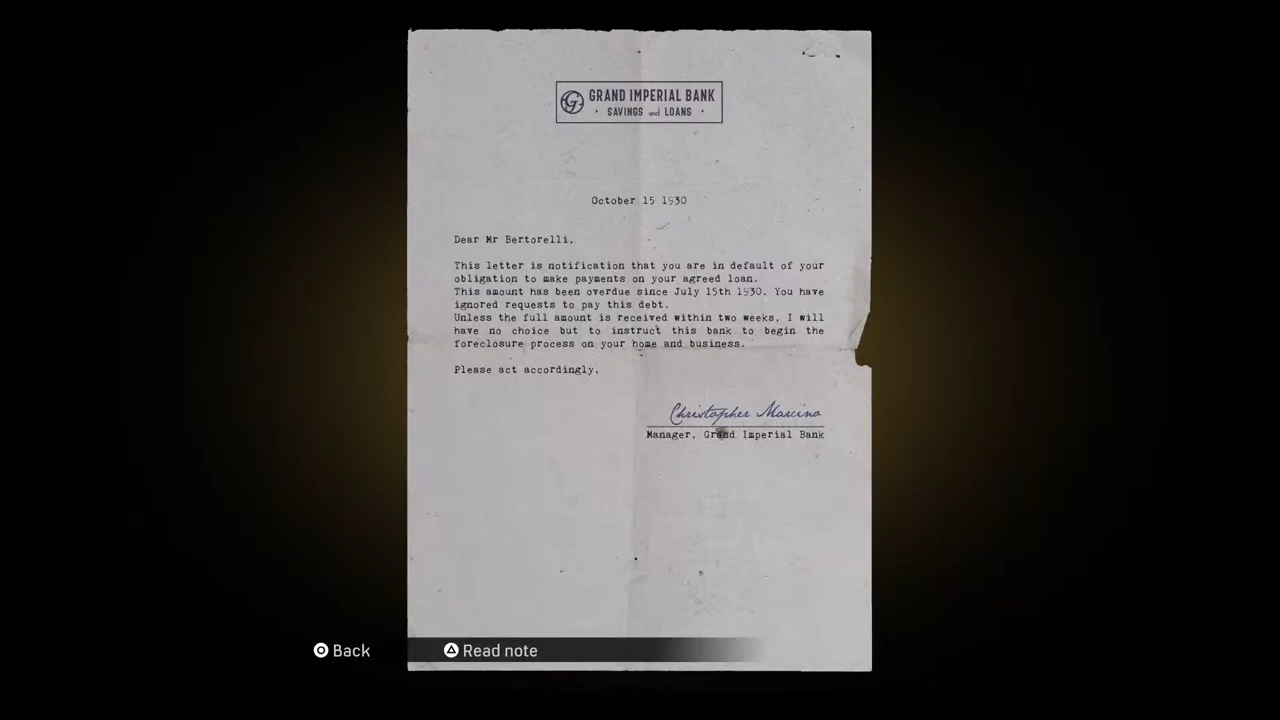 GRAND IMPERIAL BANK
SAVINGS and LOANS
October 15 1930
Dear Mr Bertorelli,
This letter is notification that you are in default of your
obligation to make payments on your agreed loan.
This amount has been overdue since July 15th 1930. You have
ignored requests to pay this debt.
Unless the full amount is received within two weeks, I will
have no choice but to instruct this bank to begin the
foreclosure process on your home and business.
Please act accordingly.
Christopher Marcino
Manager, Grand Imperial Bank
Back
Read note